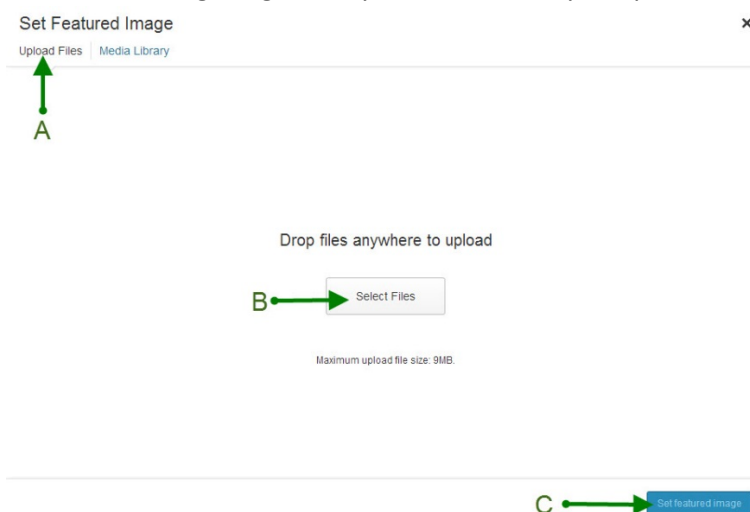 Set Featured Image
×
Upload Files Media Library
A
Drop files anywhere to upload
B Select Files
Maximum upload file size: 9MB.
C Set featured image